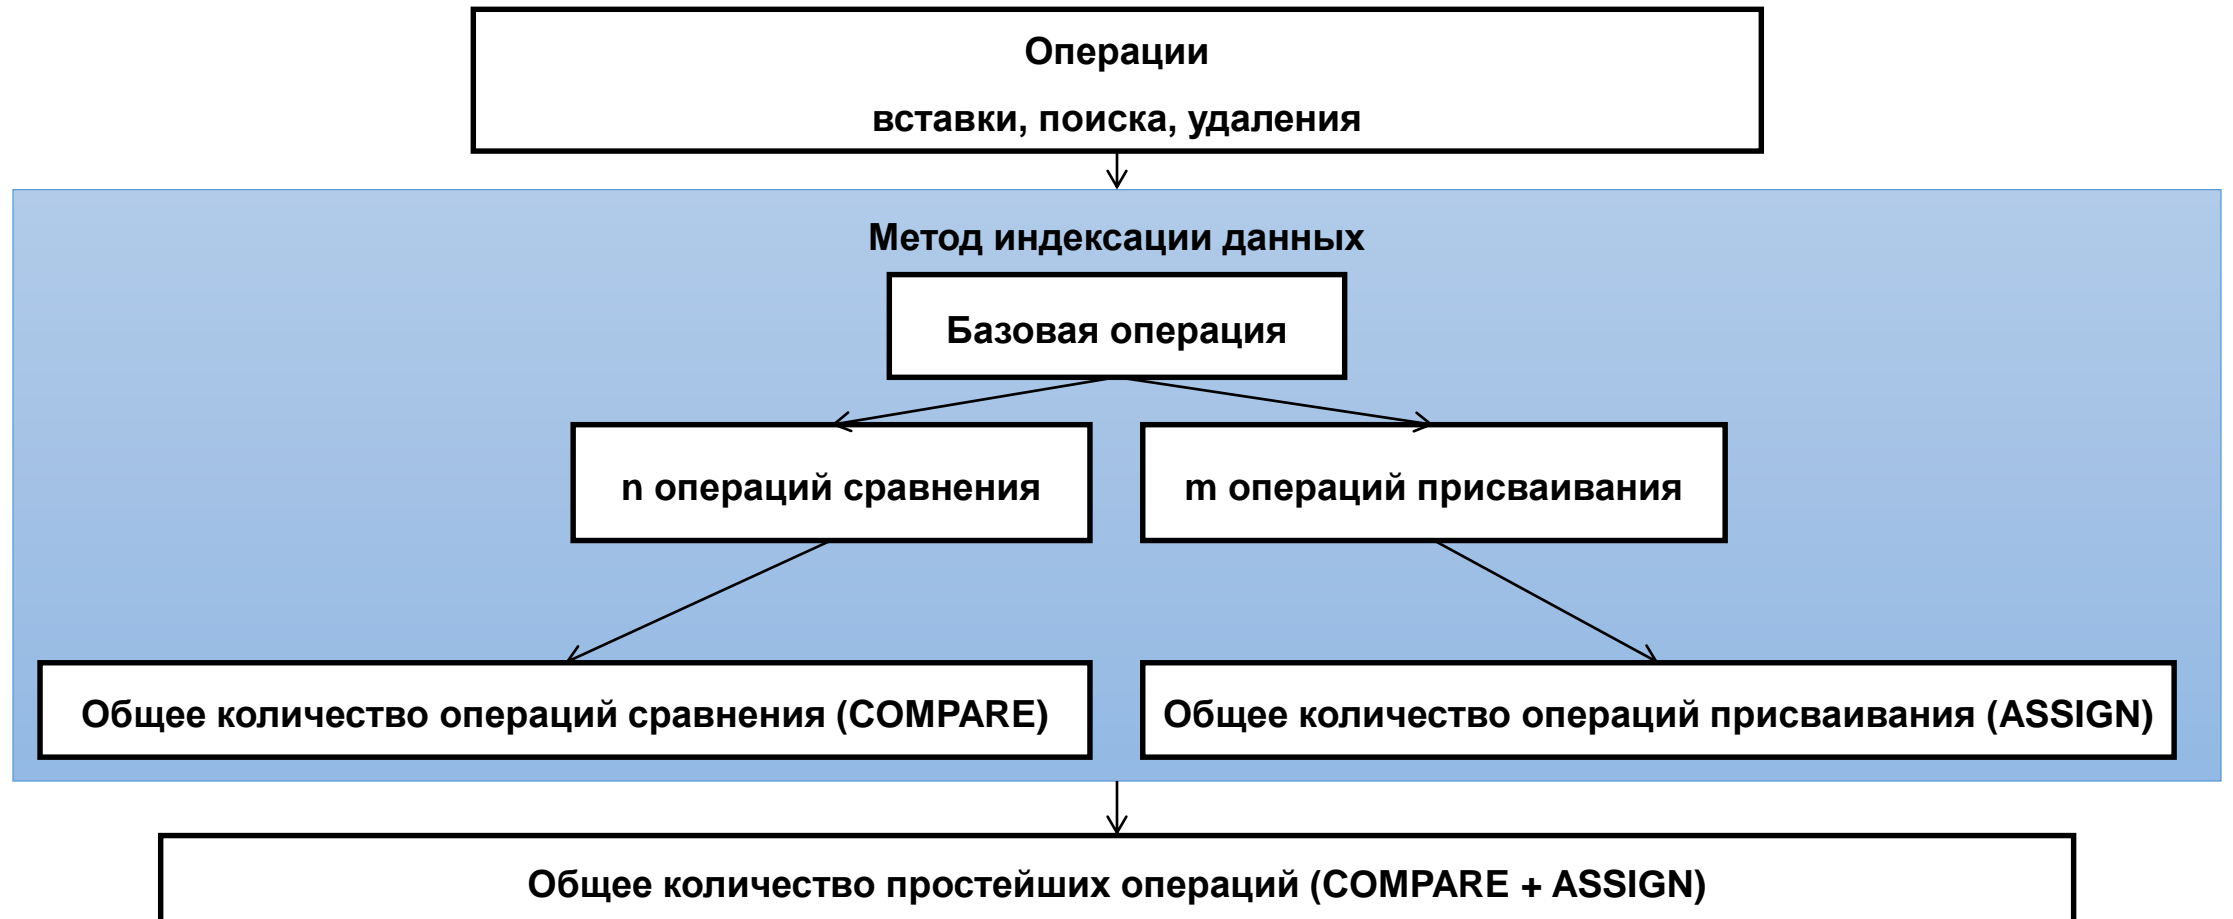 Операции
вставки, поиска, удаления
Метод индексации данных
Базовая операция
n операций сравнения
m операций присваивания
Общее количество операций сравнения (COMPARE)
Общее количество операций присваивания (ASSIGN)
Общее количество простейших операций (COMPARE + ASSIGN)